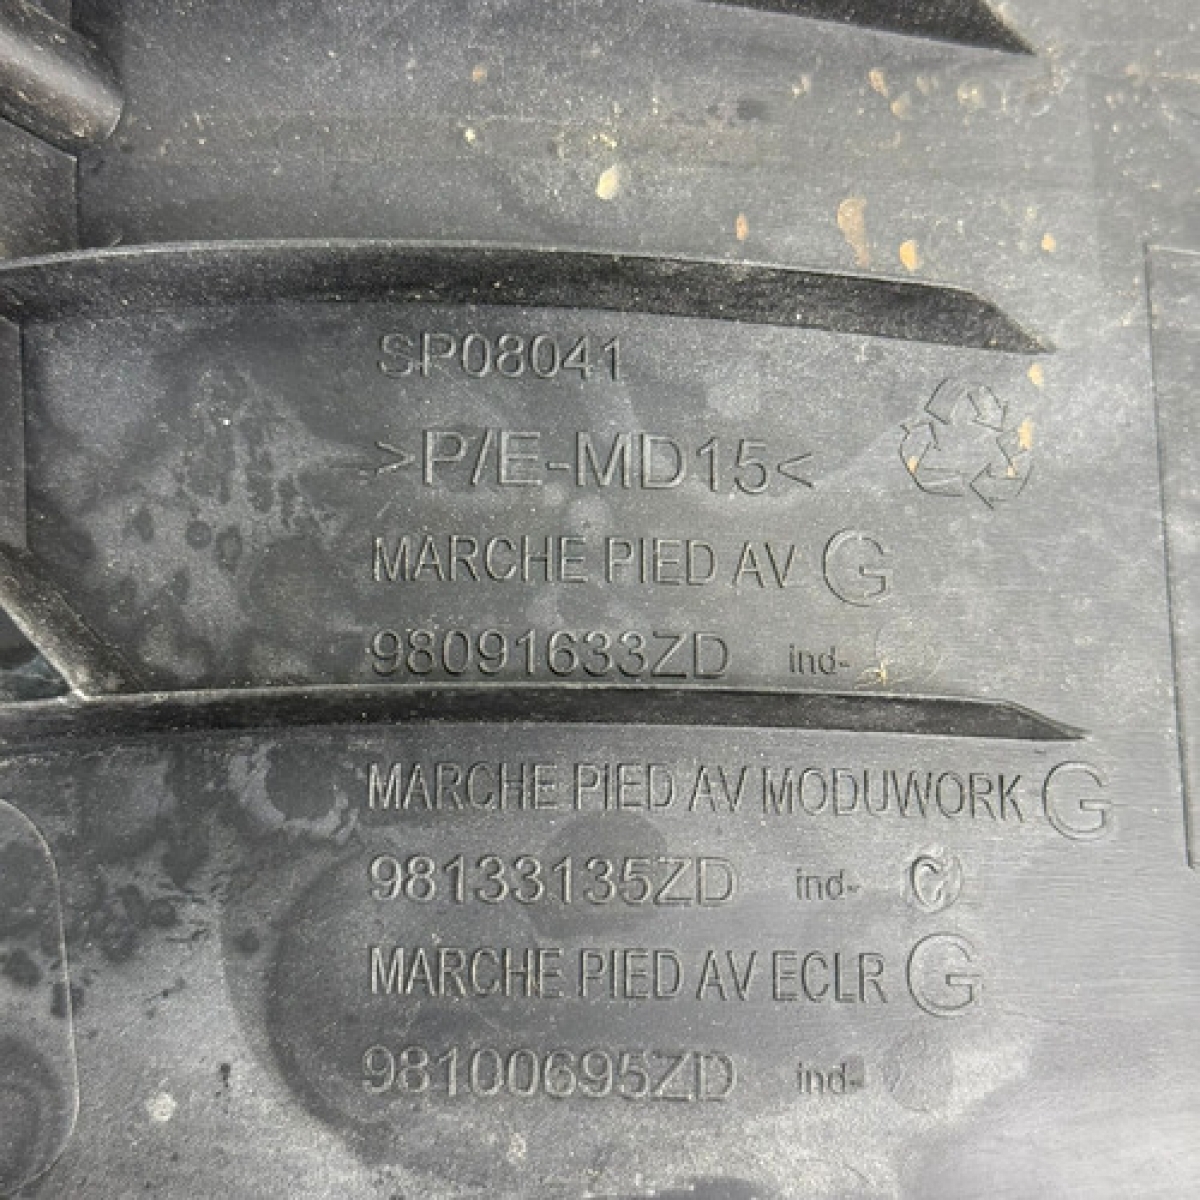 SP08041
>P/E-MD15<
MARCHE PIED AV G
98091633ZD ind-
MARCHE PIED AV MODUWORK G
98133135ZD ind- C
MARCHE PIED AV ECLR G
98100695ZD ind-